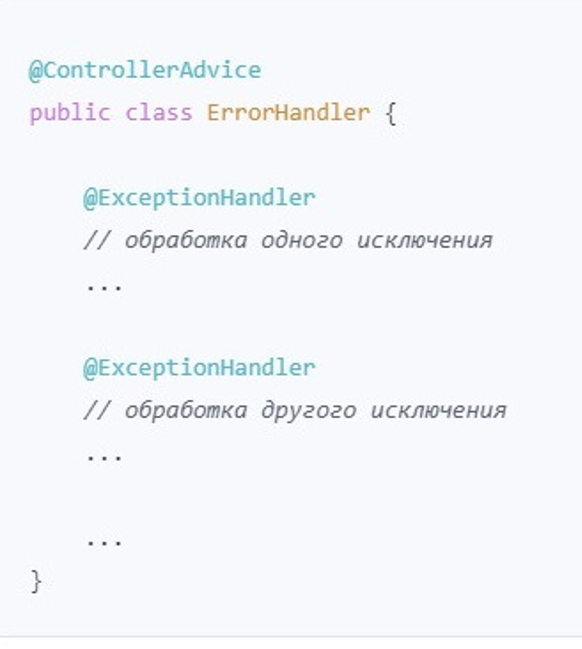 @ControllerAdvice
public class ErrorHandler {
@ExceptionHandler
// обработка одного исключения
...
@ExceptionHandler
// обработка другого исключения
...
...
}